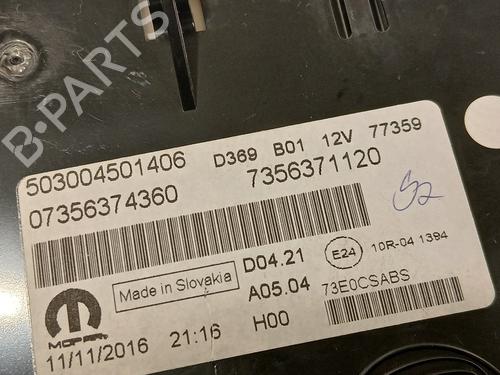 B-PARTS
503004501406 D369 B01 12V 77359
07356374360 7356371120
Made in Slovakia D04.21 E24 10R-04 1394
A05.04 73E0CSABS
MOPAR
11/11/2016 21:16 H00